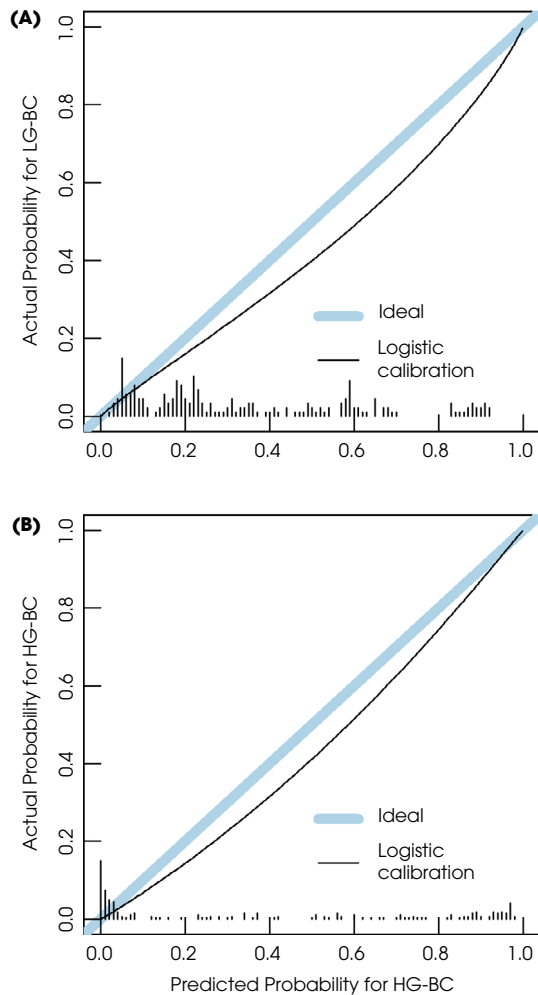 (A)
1.0
0.8
0.6
0.4
0.2
0.0
Actual Probability for LG-BC
Ideal
Logistic
calibration
0.0 0.2 0.4 0.6 0.8 1.0
(B)
1.0
0.8
0.6
0.4
0.2
0.0
Actual Probability for HG-BC
Ideal
Logistic
calibration
0.0 0.2 0.4 0.6 0.8 1.0
Predicted Probability for HG-BC